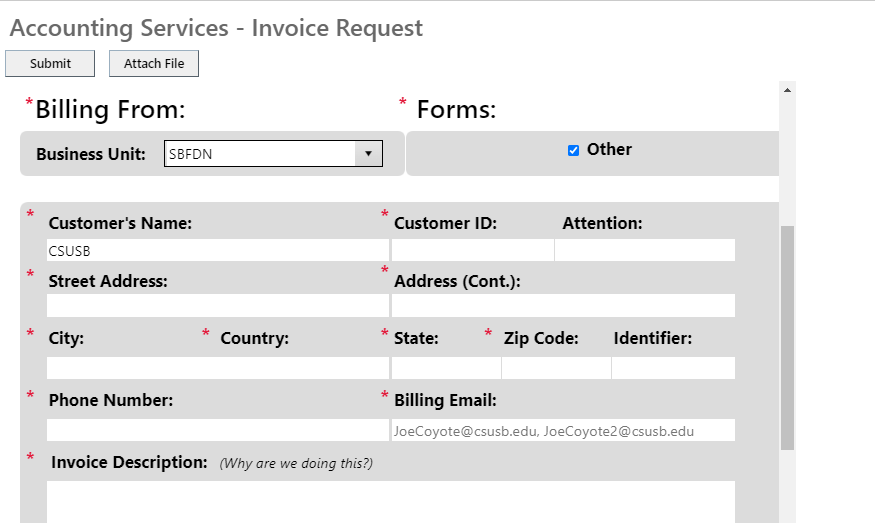 Accounting Services - Invoice Request
Submit Attach File
*Billing From: * Forms:
Business Unit: SBFDN Other
* Customer's Name: * Customer ID: Attention:
CSUSB
* Street Address: * Address (Cont.):
* City: * Country: * State: * Zip Code: Identifier:
* Phone Number: * Billing Email:
JoeCoyote@csusb.edu, JoeCoyote2@csusb.edu
* Invoice Description: (Why are we doing this?)